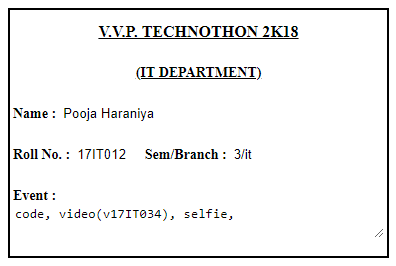 V.V.P. TECHNOTHON 2K18
(IT DEPARTMENT)
Name : Pooja Haraniya
Roll No. : 17IT012 Sem/Branch : 3/it
Event :
code, video(v17IT034), selfie,